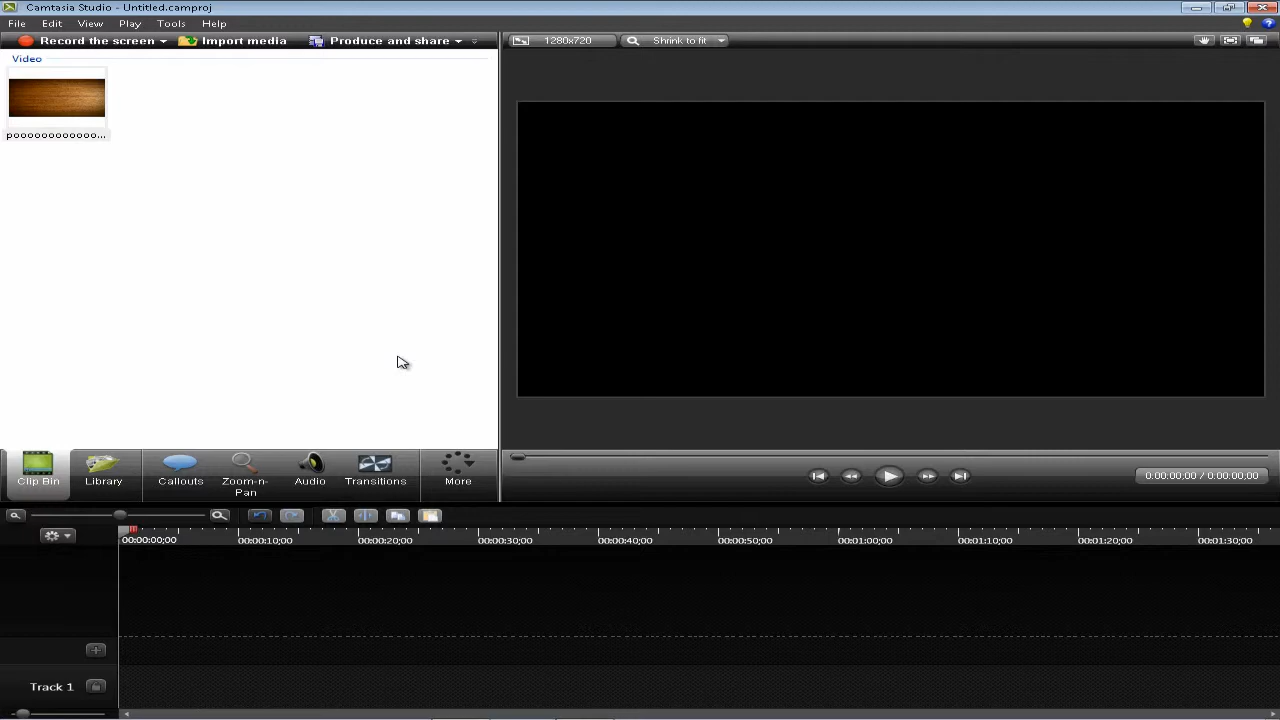 Camtasia Studio - Untitled.camproj
File Edit View Play Tools Help
Record the screen Import media Produce and share 1280x720 Shrink to fit
Video
poooooooooooo...
Clip Bin Library Callouts Zoom-n-Pan Audio Transitions More
0:00:00;00 / 0:00:00;00
00:00:00;00 00:00:10;00 00:00:20;00 00:00:30;00 00:00:40;00 00:00:50;00 00:01:00;00 00:01:10;00 00:01:20;00 00:01:30;00
Track 1